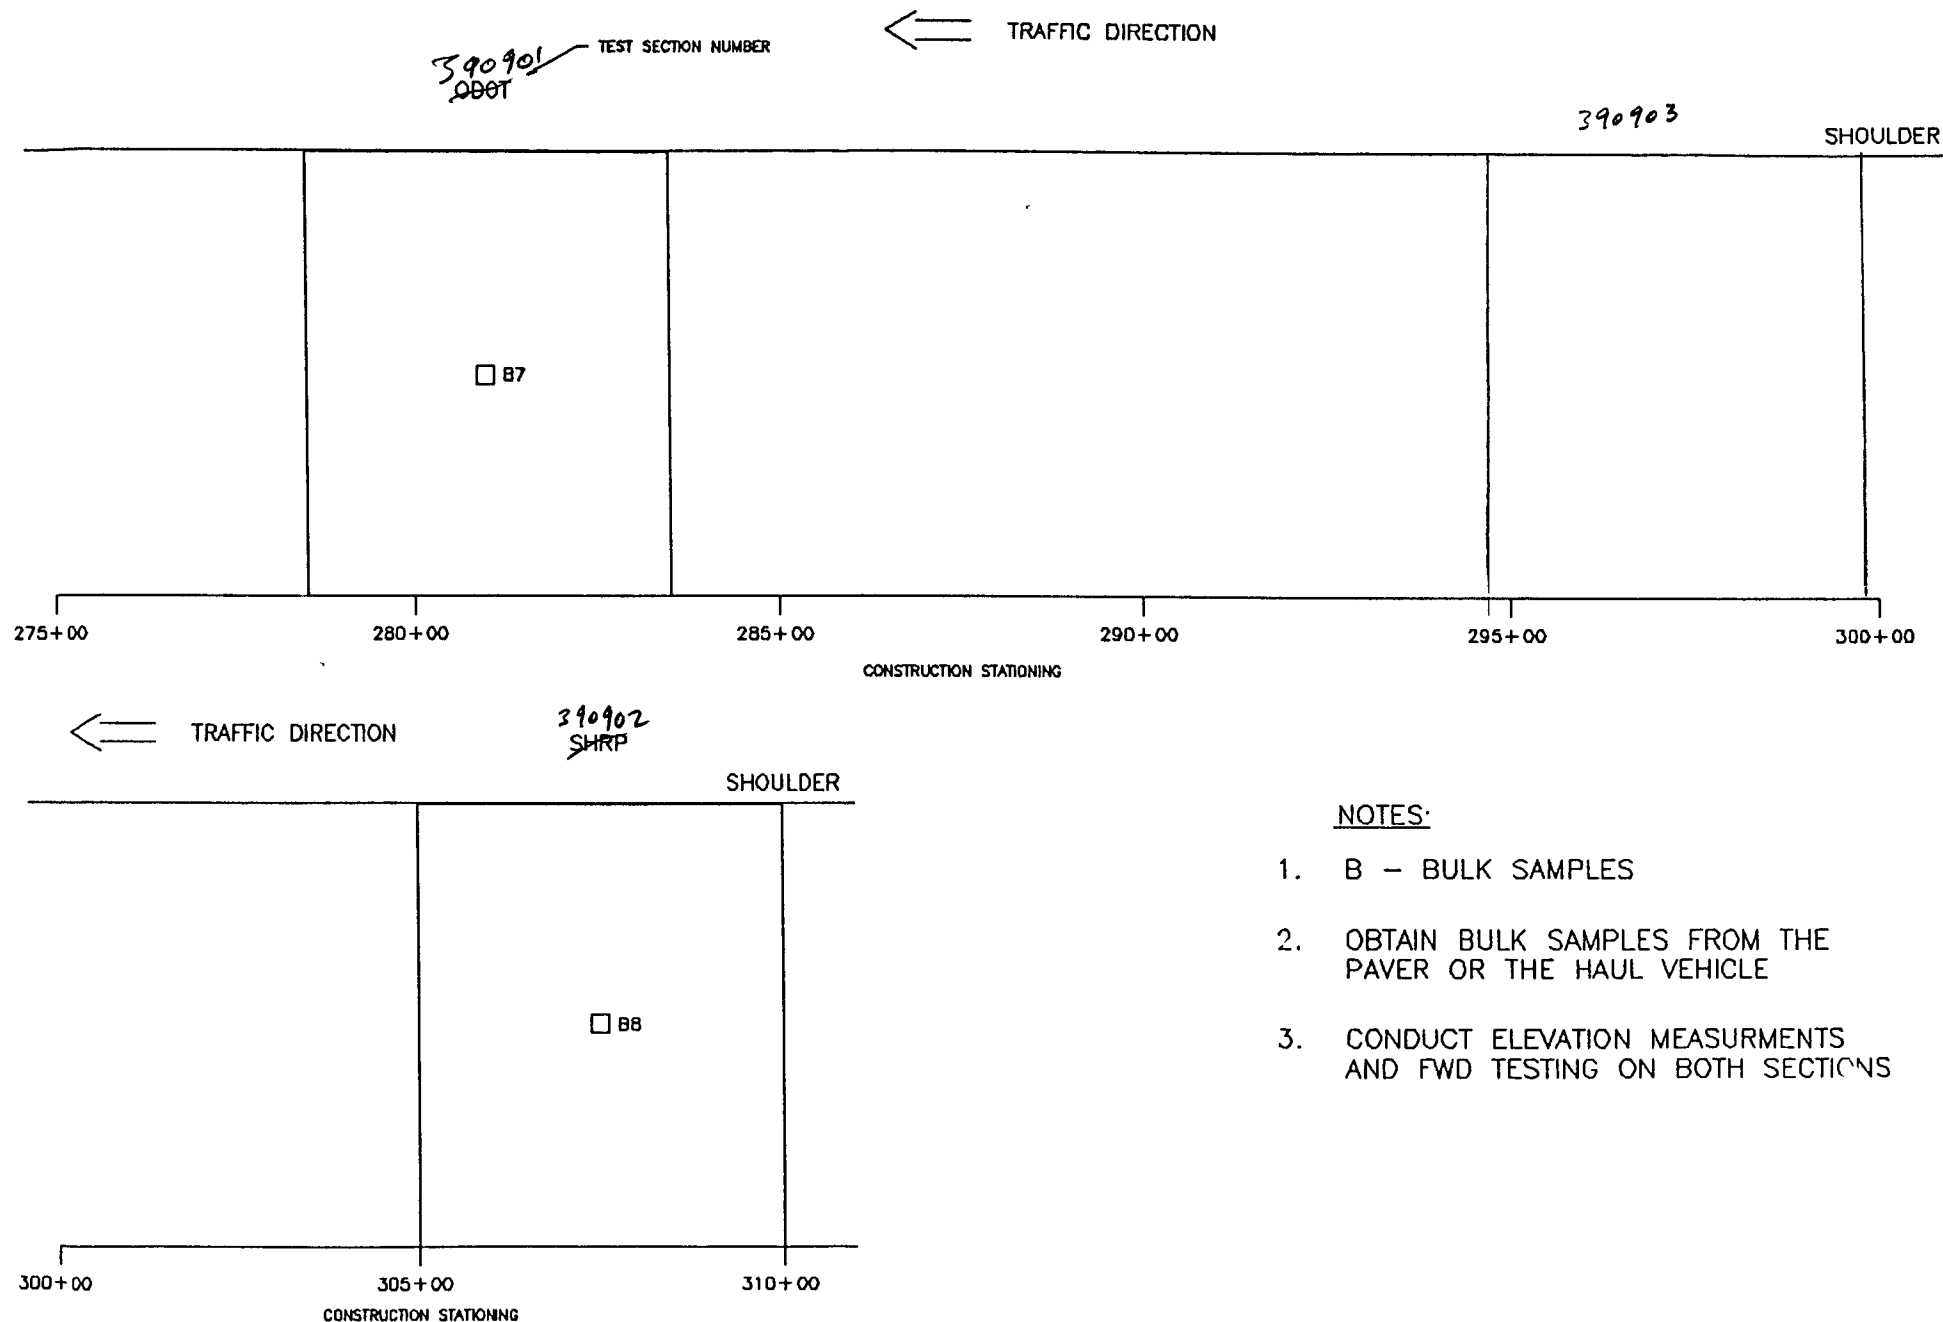 TRAFFIC DIRECTION
390901
TEST SECTION NUMBER
ODOT
390903
SHOULDER
B7
275+00 280+00 285+00 290+00 295+00 300+00
CONSTRUCTION STATIONING
TRAFFIC DIRECTION
390902
SHRP
SHOULDER
B8
300+00 305+00 310+00
CONSTRUCTION STATIONING
NOTES:
1. B - BULK SAMPLES
2. OBTAIN BULK SAMPLES FROM THE
PAVER OR THE HAUL VEHICLE
3. CONDUCT ELEVATION MEASURMENTS
AND FWD TESTING ON BOTH SECTIONS